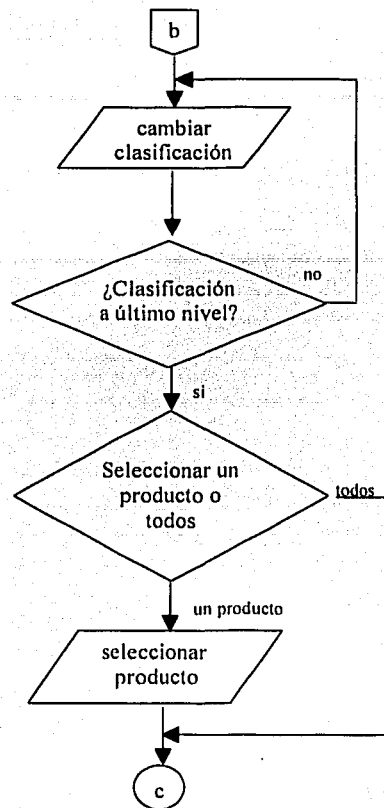 b
cambiar
clasificación
¿Clasificación
a último nivel?
no
si
Seleccionar un
producto o
todos
todos
un producto
seleccionar
producto
c